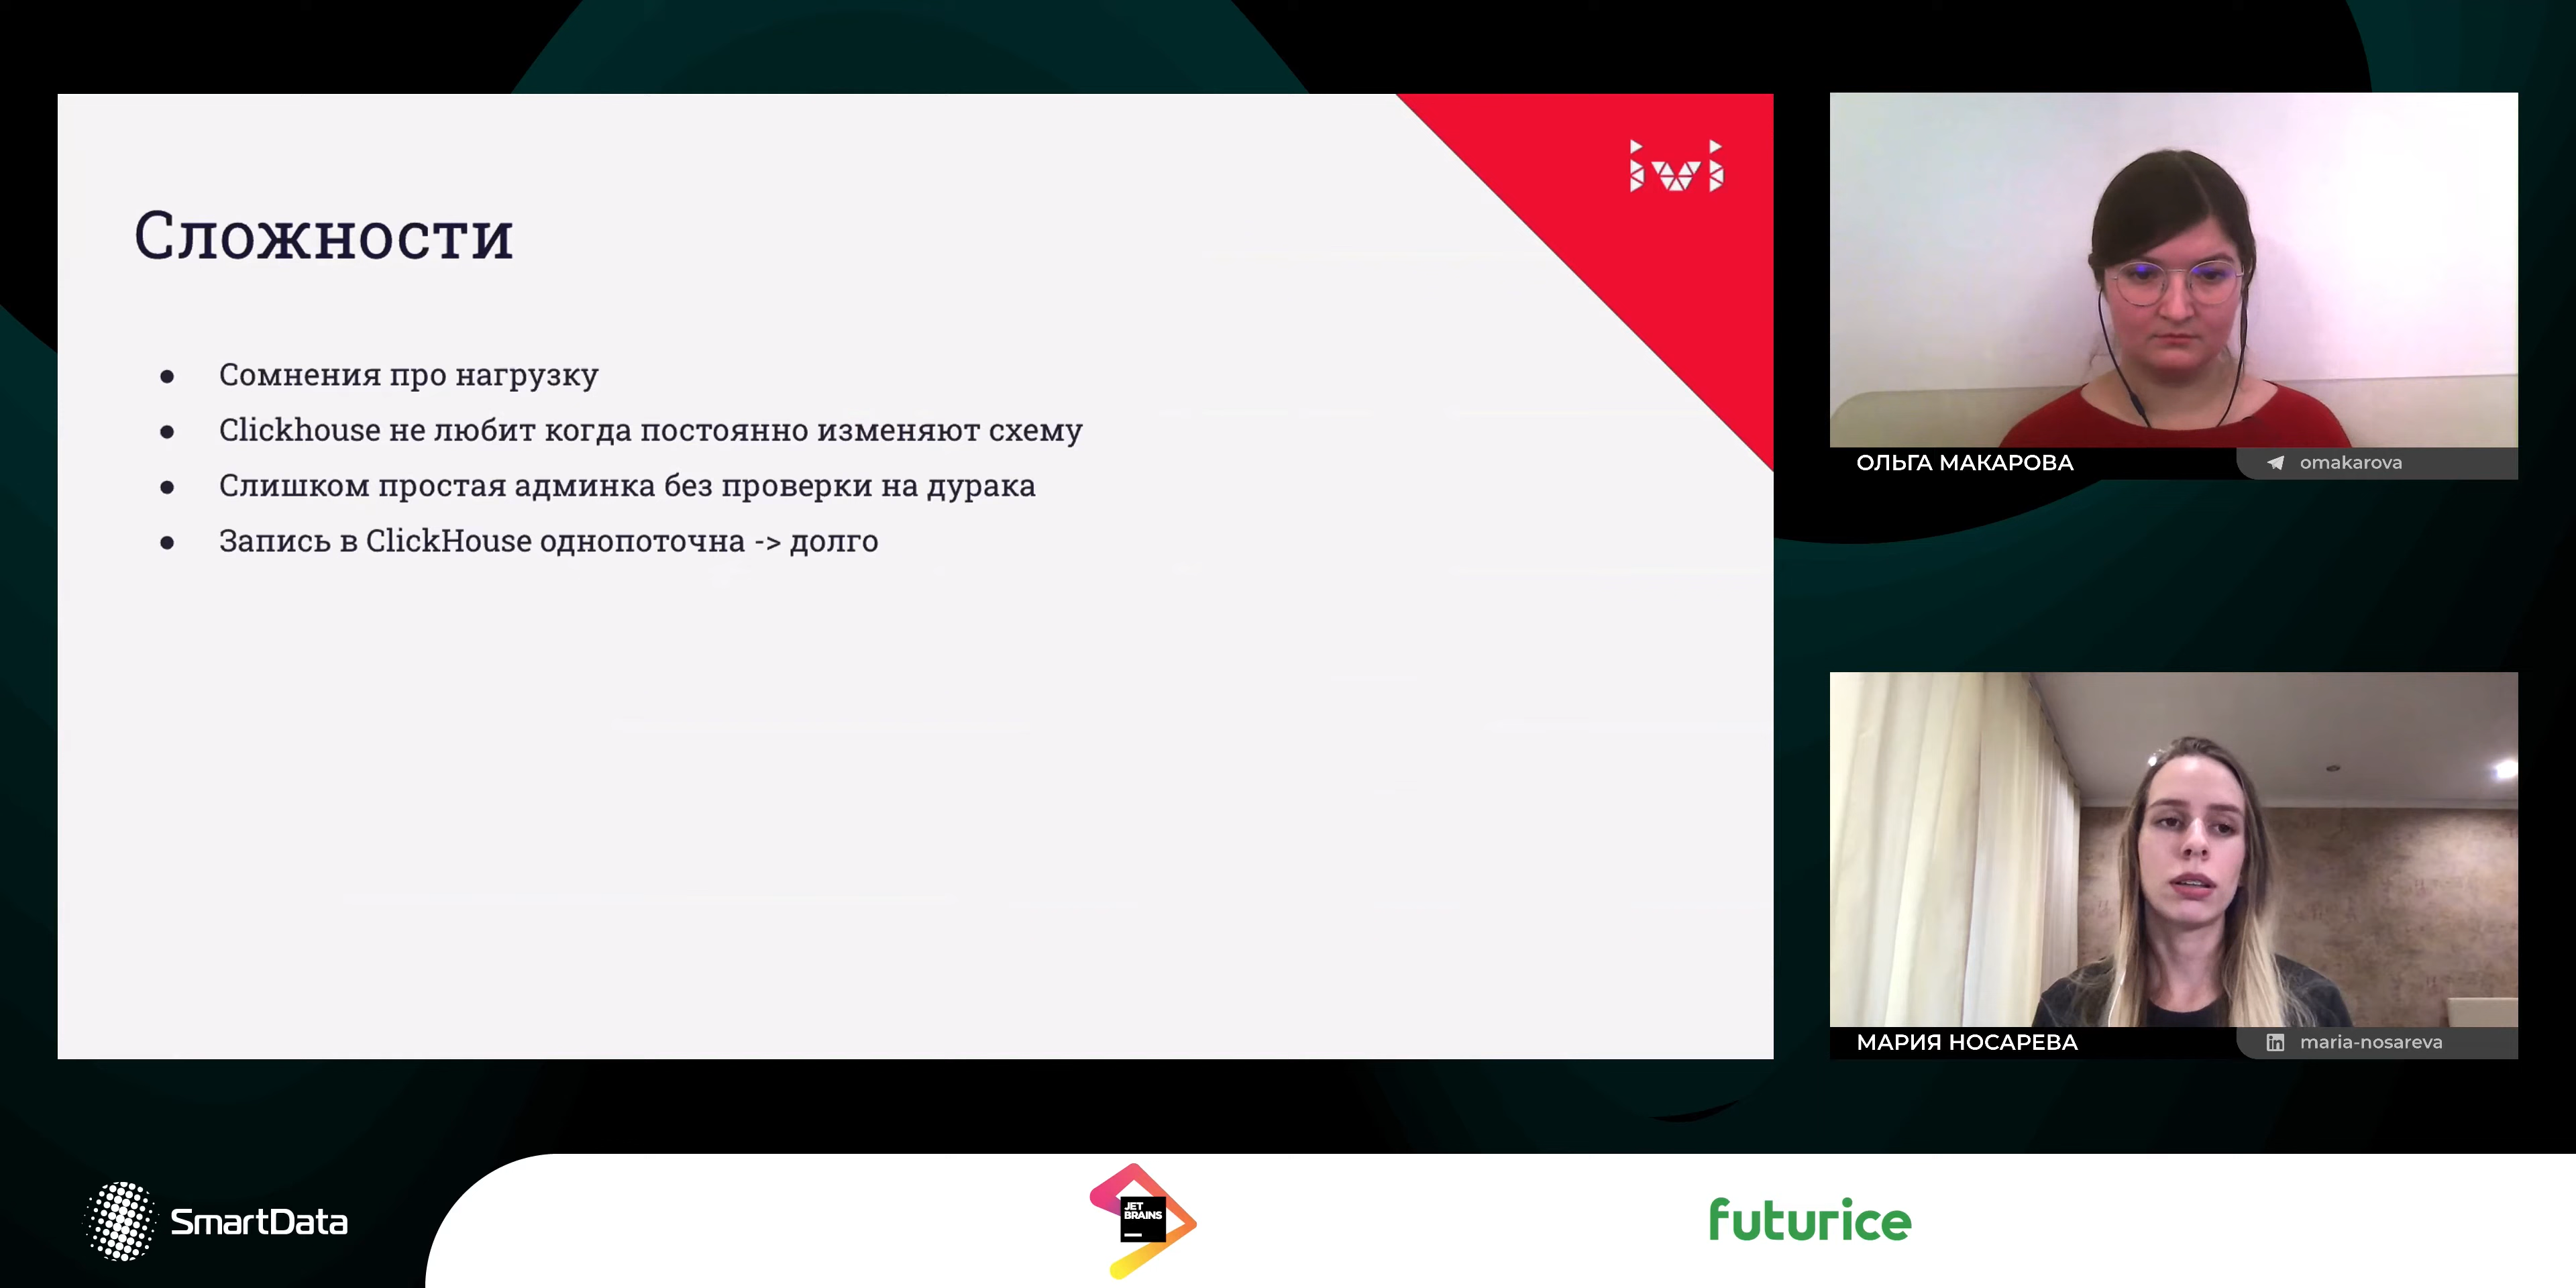 ivi
Сложности
● Сомнения про нагрузку
● Clickhouse не любит когда постоянно изменяют схему
● Слишком простая админка без проверки на дурака
● Запись в ClickHouse однопоточна -> долго
ОЛЬГА МАКАРОВА
omakarova
МАРИЯ НОСАРЕВА
maria-nosareva
SmartData
JET
BRAINS
futurice